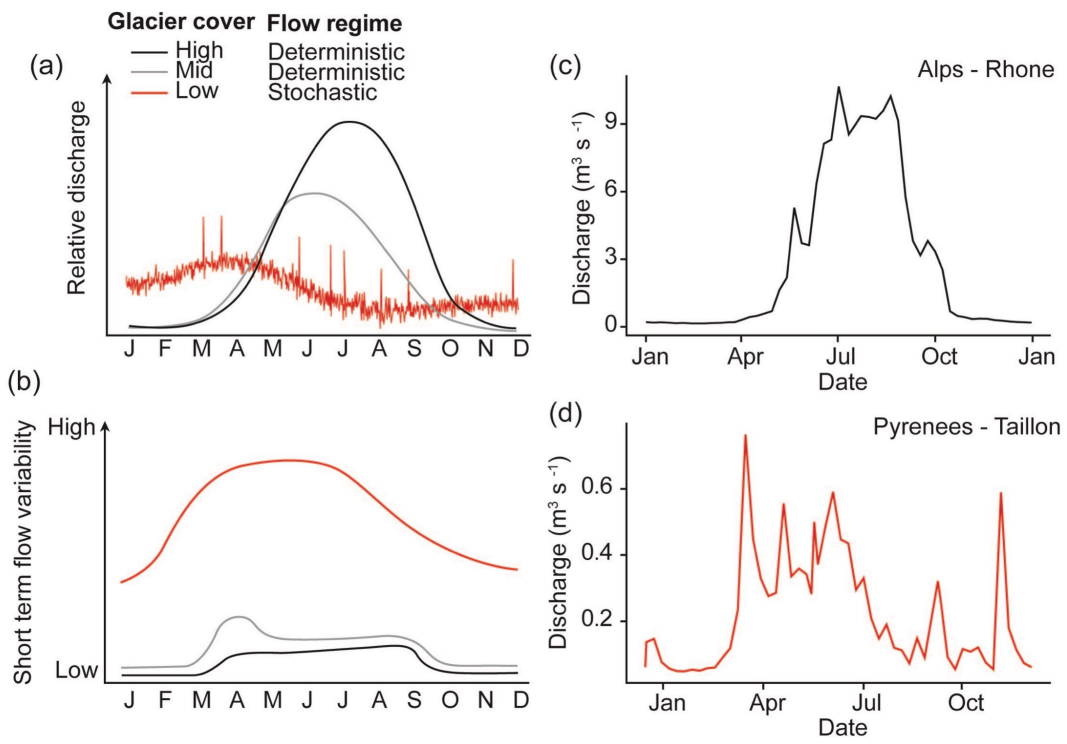 Glacier cover Flow regime
High Deterministic
Mid Deterministic
Low Stochastic
(a)
Relative discharge
J F M A M J J A S O N D
(b)
High
Low
Short term flow variability
J F M A M J J A S O N D
(c)
Alps - Rhone
Discharge (m³ s⁻¹)
9
6
3
0
Jan Apr Jul Oct Jan
Date
(d)
Pyrenees - Taillon
Discharge (m³ s⁻¹)
0.6
0.4
0.2
Jan Apr Jul Oct
Date